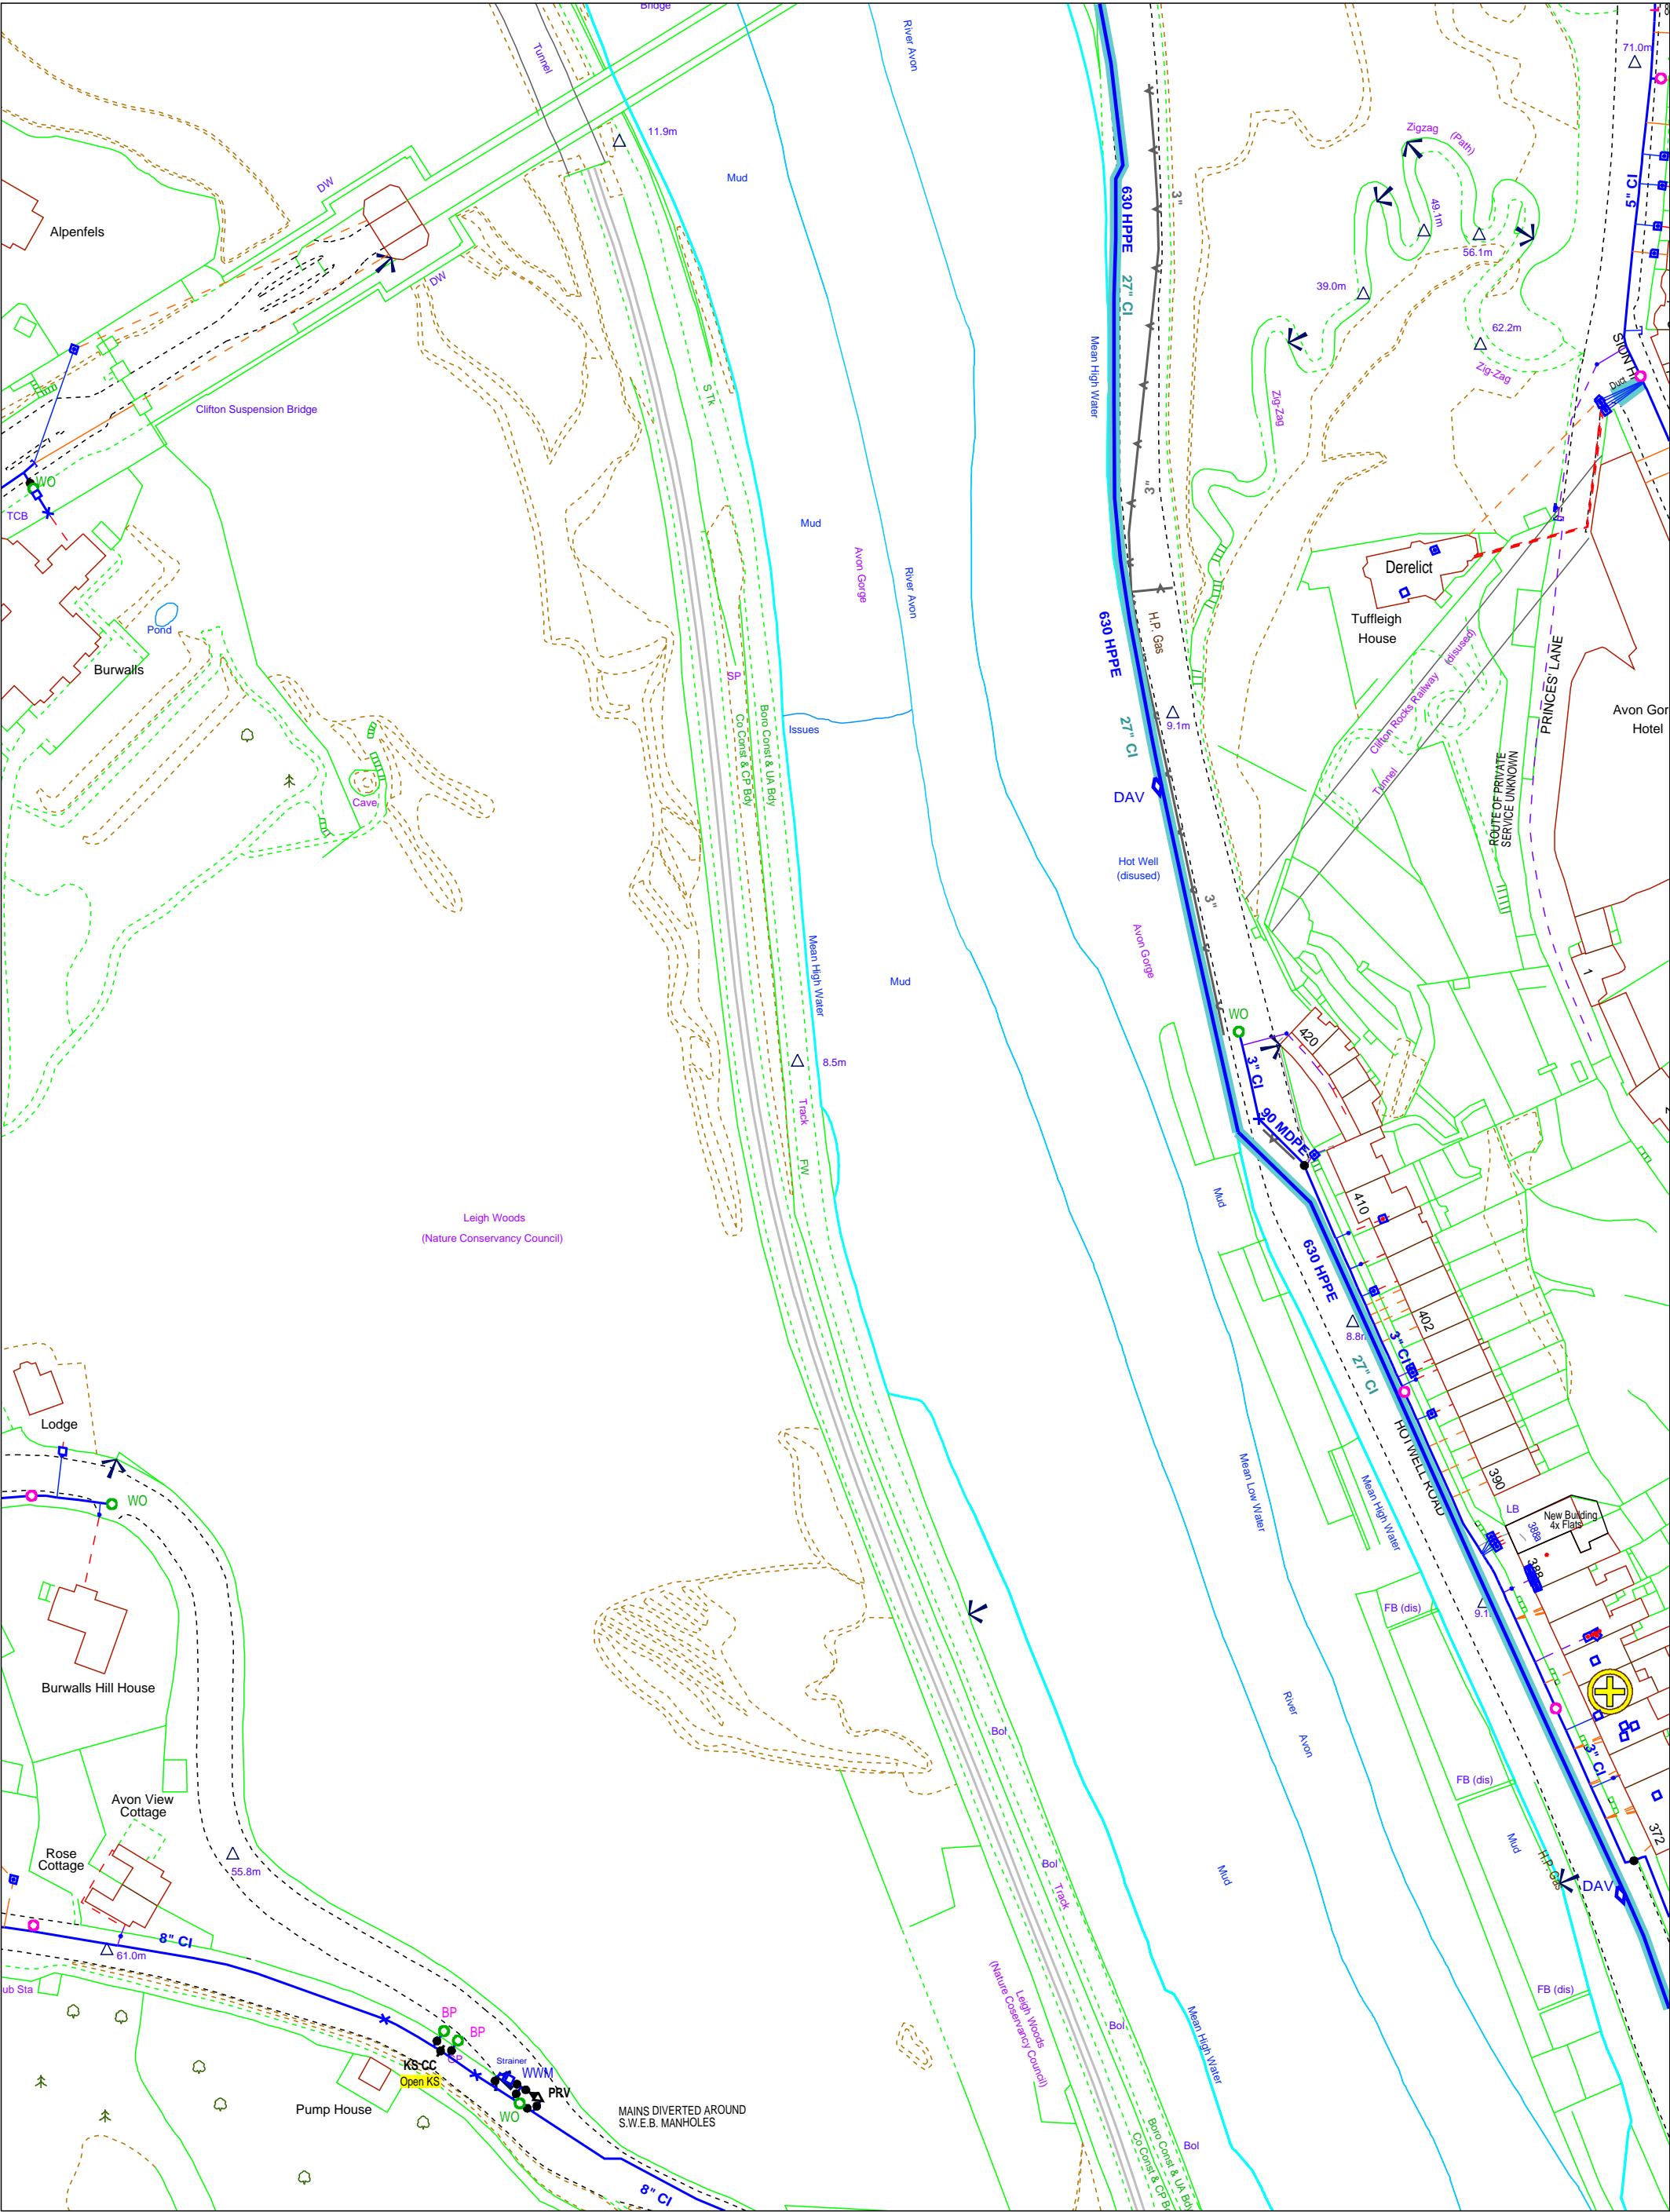 Bridge
Tunnel
River Avon
71.0m
11.9m
Mud
Zigzag
(Path)
DW
Alpenfels
DW
630 HPPE
3"
27" CI
49.1m
56.1m
39.0m
5" CI
62.2m
Zig-Zag
SION H
Duct
Mean High Water
Clifton Suspension Bridge
S Tk
Zig-Zag
WO
TCB
3"
Mud
Avon Gorge
River Avon
Derelict
Tuffleigh
House
Pond
Burwalls
630 HPPE
H.P. Gas
SP
Clifton Rocks Railway (disused)
PRINCES' LANE
Avon Gor
Hotel
Issues
Boro Const & UA Bdy
Co Const & CP Bdy
27" CI
9.1m
Tunnel
ROUTE OF PRIVATE
SERVICE UNKNOWN
DAV
Cave
Hot Well
(disused)
3"
Avon Gorge
Mean High Water
Mud
1
WO
420
3" CI
8.5m
Track
90 MDPE
FW
Mud
410
Leigh Woods
(Nature Conservancy Council)
630 HPPE
402
8.8m
3" CI
27" CI
Lodge
HOTWELL ROAD
WO
Mean Low Water
Mean High Water
390
LB
New Building
4x Flats
388a
388
FB (dis)
9.1
Burwalls Hill House
River
Avon
Bol
3" CI
FB (dis)
Avon View
Cottage
372
Rose
Cottage
55.8m
Bol
Track
Mud
Mud
H.P. Gas
DAV
8" CI
61.0m
ub Sta
FB (dis)
Leigh Woods
(Nature Coservancy Council)
Mean High Water
Bol
BP
BP
CP
KS CC
Open KS
Strainer
WWM
PRV
WO
Pump House
MAINS DIVERTED AROUND
S.W.E.B. MANHOLES
Bol
Boro Const & UA Bdy
Co Const & CP B
8" CI